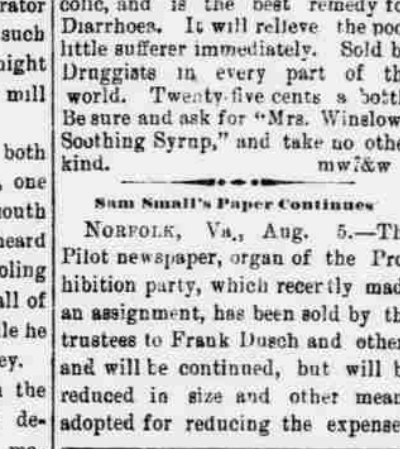 rator
such
night
mill
both
, one
mouth
heard
oling
all of
le he
ey.
the
de-
colic, and is the best remedy fo
Diarrhoea. It will relieve the poo
little sufferer immediately. Sold b
Druggists in every part of th
world. Twenty-five cents a bottl
Be sure and ask for "Mrs. Winslow
Soothing Syrup," and take no othe
kind. mw?&w
Sam Small's Paper Continues
NORFOLK, Va., Aug. 5.—Th
Pilot newspaper, organ of the Pro
hibition party, which recently mad
an assignment, has been sold by th
trustees to Frank Dusch and other
and will be continued, but will b
reduced in size and other mean
adopted for reducing the expense